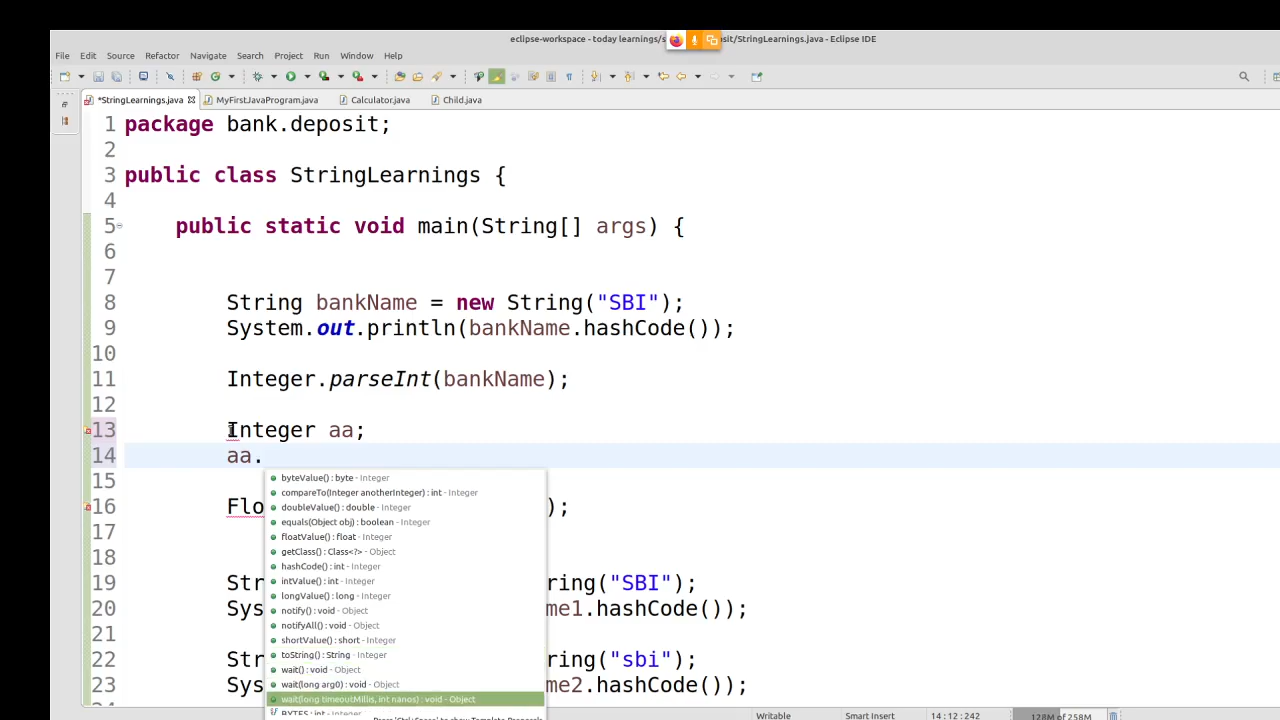 eclipse-workspace - today learnings/s osit/StringLearnings.java - Eclipse IDE
File Edit Source Refactor Navigate Search Project Run Window Help
*StringLearnings.java MyFirstJavaProgram.java Calculator.java Child.java
1 package bank.deposit;
2
3 public class StringLearnings {
4
5 public static void main(String[] args) {
6
7
8 String bankName = new String("SBI");
9 System.out.println(bankName.hashCode());
10
11 Integer.parseInt(bankName);
12
13 Integer aa;
14 aa.
byteValue() : byte - Integer
15
compareTo(Integer anotherInteger) : int - Integer
16 Flo );
doubleValue() : double - Integer
equals(Object obj) : boolean - Integer
17
floatValue() : float - Integer
getClass() : Class<?> - Object
18
hashCode() : int - Integer
19 Str ring("SBI");
intValue() : int - Integer
longValue() : long - Integer
20 Sys me1.hashCode());
notify() : void - Object
notifyAll() : void - Object
21
shortValue() : short - Integer
toString() : String - Integer
22 Str ring("sbi");
wait() : void - Object
wait(long arg0) : void - Object
23 Sys me2.hashCode());
wait(long timeoutMillis, int nanos) : void - Object
BYTES : int - Integer
Writable Smart Insert 14 : 12 : 242 128M of 258M